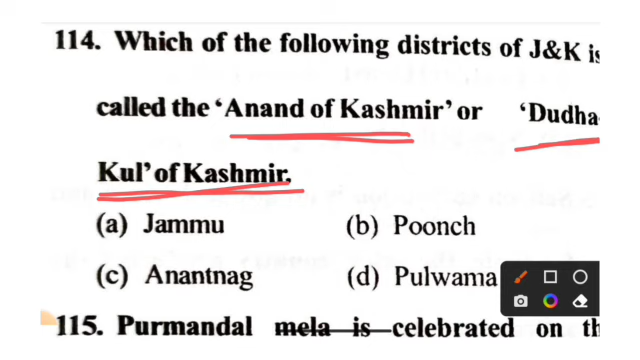 114. Which of the following districts of J&K is
called the ‘Anand of Kashmir’ or ‘Dudha-
Kul’ of Kashmir.
(a) Jammu (b) Poonch
(c) Anantnag (d) Pulwama
115. Purmandal mela is celebrated on th